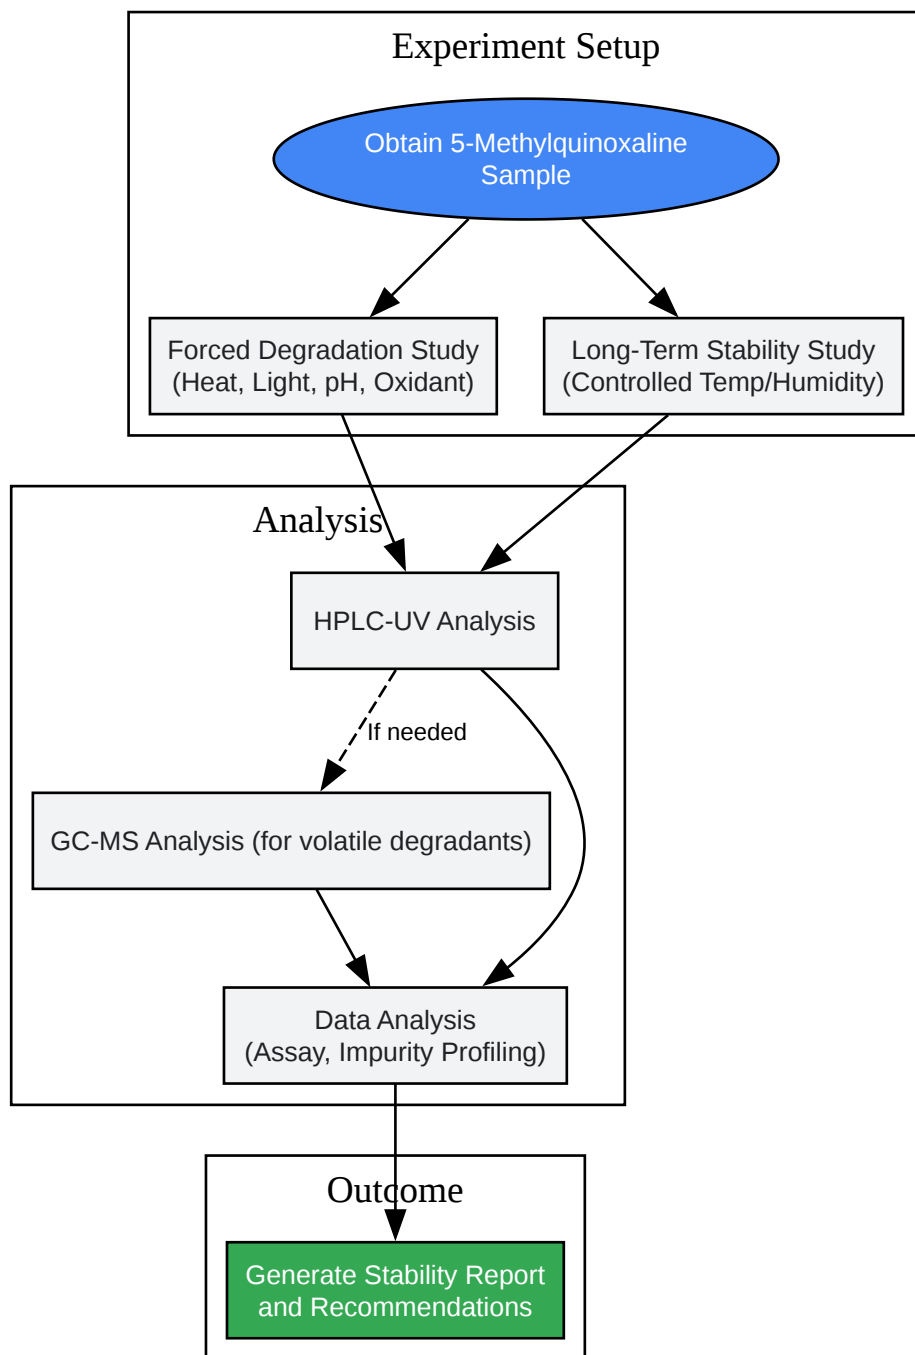 Experiment Setup
Obtain 5-Methylquinoxaline
Sample
Forced Degradation Study
(Heat, Light, pH, Oxidant)
Long-Term Stability Study
(Controlled Temp/Humidity)
Analysis
HPLC-UV Analysis
If needed
GC-MS Analysis (for volatile degradants)
Data Analysis
(Assay, Impurity Profiling)
Outcome
Generate Stability Report
and Recommendations